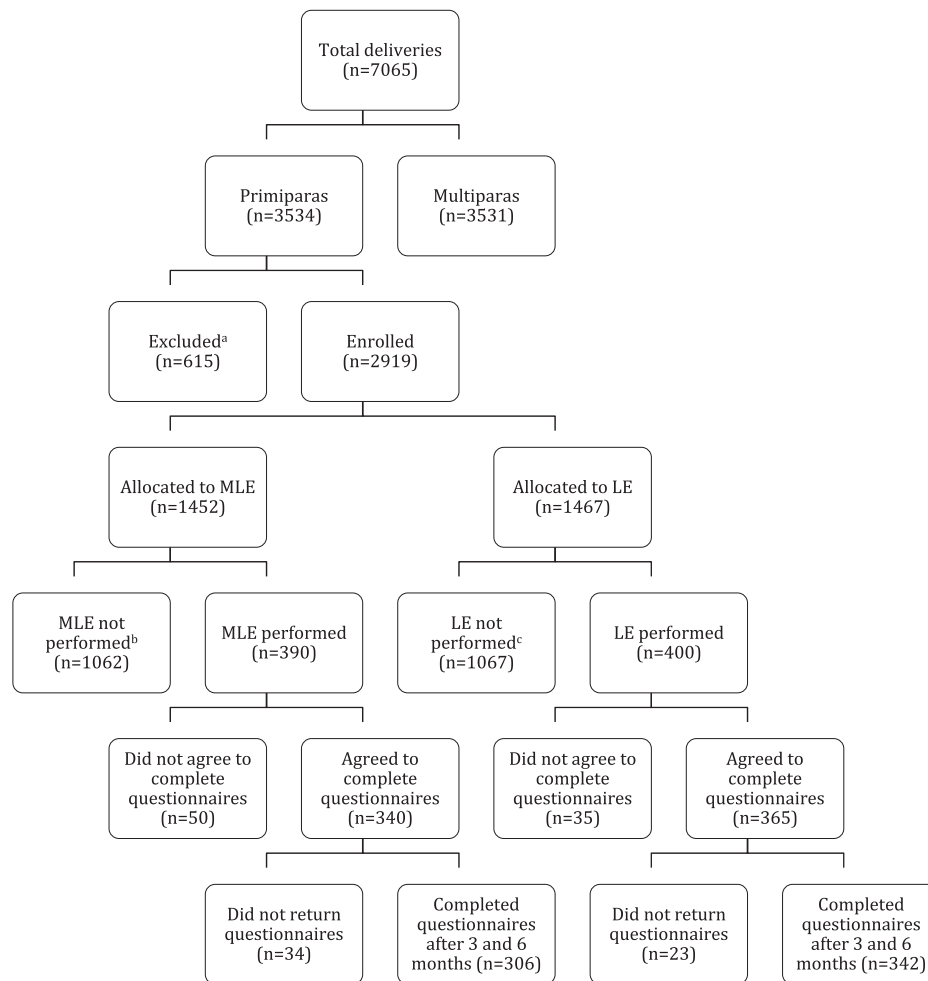 Total deliveries
(n=7065)
Primiparas
(n=3534)
Multiparas
(n=3531)
Excludedᵃ
(n=615)
Enrolled
(n=2919)
Allocated to MLE
(n=1452)
Allocated to LE
(n=1467)
MLE not
performedᵇ
(n=1062)
MLE performed
(n=390)
LE not
performedᶜ
(n=1067)
LE performed
(n=400)
Did not agree to
complete
questionnaires
(n=50)
Agreed to
complete
questionnaires
(n=340)
Did not agree to
complete
questionnaires
(n=35)
Agreed to
complete
questionnaires
(n=365)
Did not return
questionnaires
(n=34)
Completed
questionnaires
after 3 and 6
months (n=306)
Did not return
questionnaires
(n=23)
Completed
questionnaires
after 3 and 6
months (n=342)